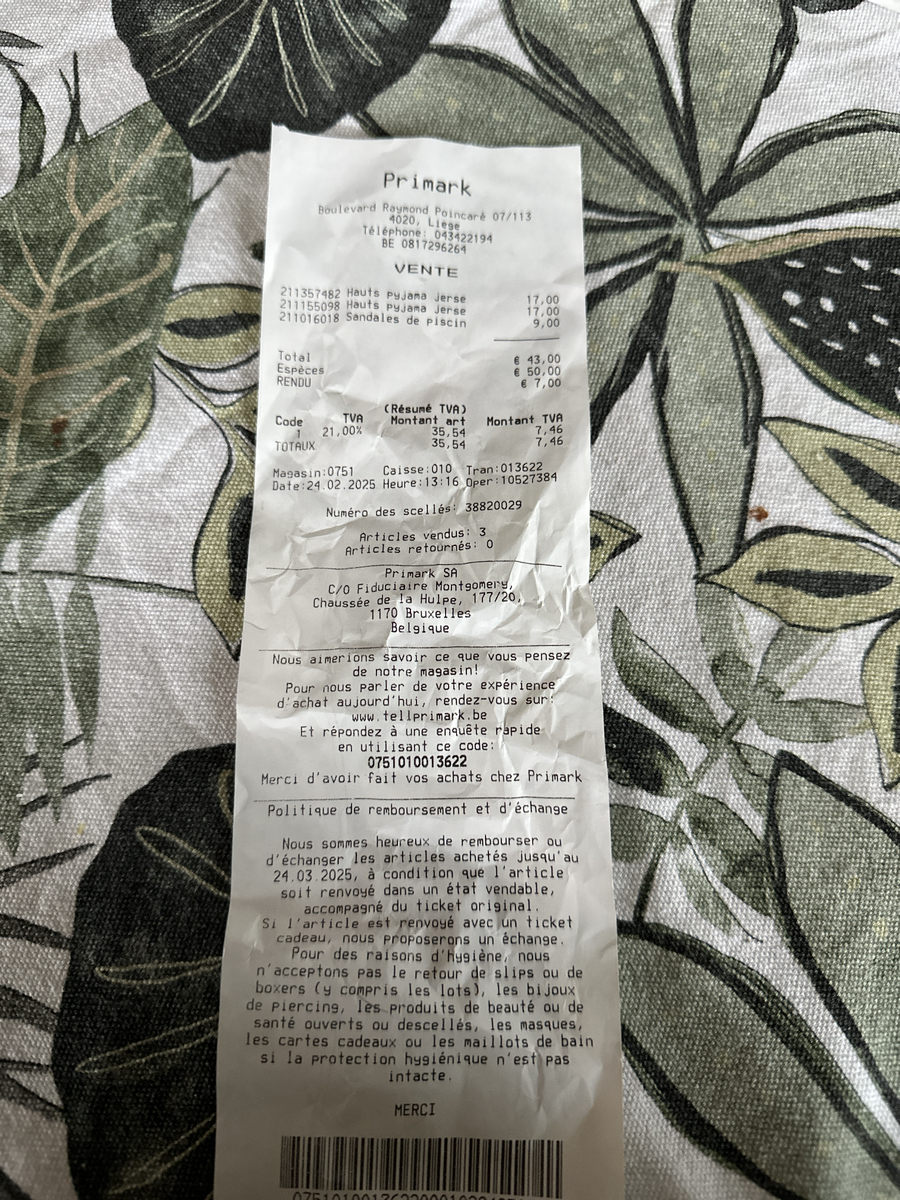 Primark
Boulevard Raymond Poincaré 07/113
4020, Liège
Téléphone: 043422194
BE 0817296264
VENTE
211357482 Hauts pyjama Jerse 17,00
211155098 Hauts pyjama Jerse 17,00
211016018 Sandales de piscin 9,00
Total € 43,00
Espèces € 50,00
RENDU € 7,00
(Résumé TVA)
Code TVA Montant art Montant TVA
1 21,00% 35,54 7,46
TOTAUX 35,54 7,46
Magasin:0751 Caisse:010 Tran:013622
Date:24.02.2025 Heure:13:16 Oper:10527384
Numéro des scellés: 38820029
Articles vendus: 3
Articles retournés: 0
Primark SA
C/O Fiduciaire Montgomery,
Chaussée de la Hulpe, 177/20,
1170 Bruxelles
Belgique
Nous aimerions savoir ce que vous pensez
de notre magasin!
Pour nous parler de votre expérience
d'achat aujourd'hui, rendez-vous sur:
www.tellprimark.be
Et répondez à une enquête rapide
en utilisant ce code:
0751010013622
Merci d'avoir fait vos achats chez Primark
Politique de remboursement et d'échange
Nous sommes heureux de rembourser ou
d'échanger les articles achetés jusqu'au
24.03.2025, à condition que l'article
soit renvoyé dans un état vendable,
accompagné du ticket original.
Si l'article est renvoyé avec un ticket
cadeau, nous proposerons un échange.
Pour des raisons d'Hygiène, nous
n'acceptons pas le retour de slips ou de
boxers (y compris les lots), les bijoux
de piercing, les produits de beauté ou de
santé ouverts ou descellés, les masques,
les cartes cadeaux ou les maillots de bain
si la protection hygiénique n'est pas
intacte.
MERCI